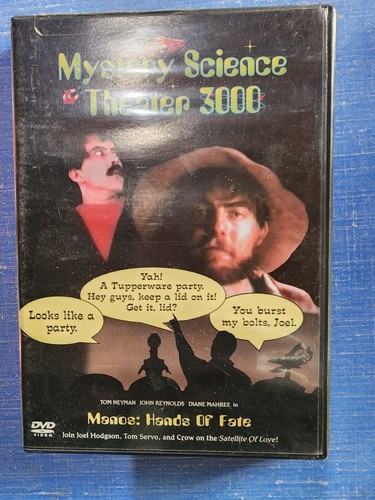 Mystery Science
Theater 3000
Yah!
A Tupperware party.
Hey guys, keep a lid on it!
Get it, lid?
Looks like a
party.
You burst
my bolts, Joel.
TOM NEYMAN JOHN REYNOLDS DIANE MAHREE in
Manos: Hands Of Fate
DVD
VIDEO
Join Joel Hodgson, Tom Servo, and Crow on the Satellite Of Love!